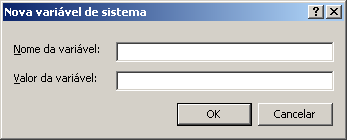 Nova variável de sistema
Nome da variável:
Valor da variável:
OK Cancelar